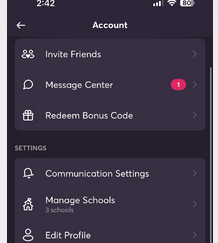 2:42
80
Account
Invite Friends
Message Center
1
Redeem Bonus Code
SETTINGS
Communication Settings
Manage Schools
3 schools
Edit Profile